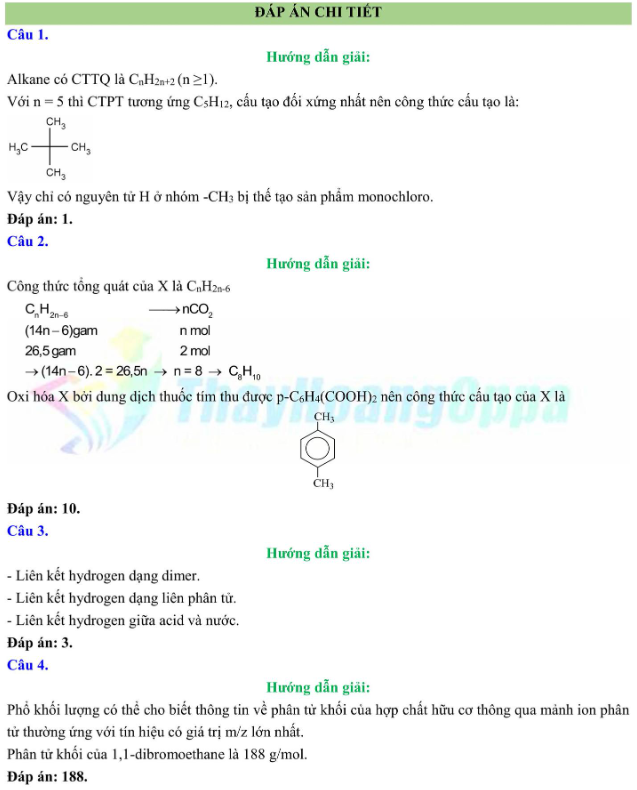 ĐÁP ÁN CHI TIẾT
Câu 1.
Hướng dẫn giải:
Alkane có CTTQ là CₙH₂ₙ₊₂ (n ≥1).
Với n = 5 thì CTPT tương ứng C₅H₁₂, cấu tạo đối xứng nhất nên công thức cấu tạo là:
CH₃
H₃C CH₃
CH₃
Vậy chỉ có nguyên tử H ở nhóm -CH₃ bị thế tạo sản phẩm monochloro.
Đáp án: 1.
Câu 2.
Hướng dẫn giải:
Công thức tổng quát của X là CₙH₂ₙ₋₆
CₙH₂ₙ₋₆ ⟶ nCO₂
(14n − 6)gam n mol
26,5 gam 2 mol
→ (14n − 6). 2 = 26,5n → n = 8 → C₈H₁₀
Oxi hóa X bởi dung dịch thuốc tím thu được p-C₆H₄(COOH)₂ nên công thức cấu tạo của X là
ThayHoangOppa
CH₃
CH₃
Đáp án: 10.
Câu 3.
Hướng dẫn giải:
- Liên kết hydrogen dạng dimer.
- Liên kết hydrogen dạng liên phân tử.
- Liên kết hydrogen giữa acid và nước.
Đáp án: 3.
Câu 4.
Hướng dẫn giải:
Phổ khối lượng có thể cho biết thông tin về phân tử khối của hợp chất hữu cơ thông qua mảnh ion phân
tử thường ứng với tín hiệu có giá trị m/z lớn nhất.
Phân tử khối của 1,1-dibromoethane là 188 g/mol.
Đáp án: 188.